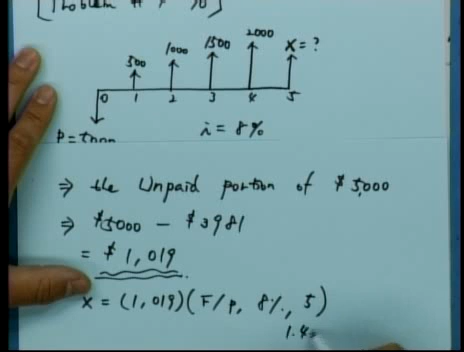 500 1000 1500 2000 X = ?
0 1 2 3 4 5
i = 8%
⇒ the Unpaid portion of $5,000
⇒ $5000 - $3981
= $1,019
X = (1,019)(F/P, 8%, 5)